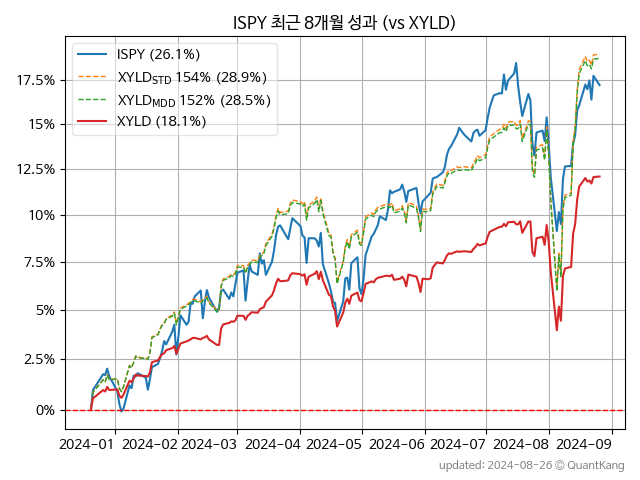 ISPY 최근 8개월 성과 (vs XYLD)
ISPY (26.1%)
XYLD_STD 154% (28.9%)
XYLD_MDD 152% (28.5%)
XYLD (18.1%)
17.5%
15%
12.5%
10%
7.5%
5%
2.5%
0%
2024-01 2024-02 2024-03 2024-04 2024-05 2024-06 2024-07 2024-08 2024-09
updated: 2024-08-26 © QuantKang